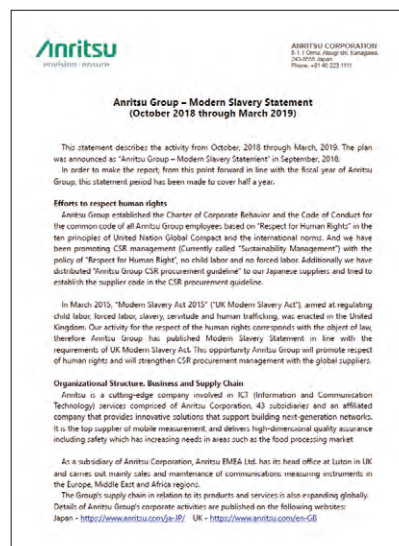 Anritsu
envision : ensure
ANRITSU CORPORATION
5-1-1 Onna, Atsugi-shi, Kanagawa,
243-8555 Japan
Phone: +81 46 223 1111
Anritsu Group – Modern Slavery Statement
(October 2018 through March 2019)
This statement describes the activity from October, 2018 through March, 2019. The plan
was announced as "Anritsu Group – Modern Slavery Statement" in September, 2018.
In order to make the report; from this point forward in line with the fiscal year of Anritsu
Group, this statement period has been made to cover half a year.
Efforts to respect human rights
Anritsu Group established the Charter of Corporate Behavior and the Code of Conduct for
the common code of all Anritsu Group employees based on "Respect for Human Rights" in the
ten principles of United Nation Global Compact and the international norms. And we have
been promoting CSR management (Currently called "Sustainability Management") with the
policy of "Respect for Human Right", no child labor and no forced labor. Additionally we have
distributed "Anritsu Group CSR procurement guideline" to our Japanese suppliers and tried to
establish the supplier code in the CSR procurement guideline.
In March 2015, "Modern Slavery Act 2015" ("UK Modern Slavery Act"), aimed at regulating
child labor, forced labor, slavery, servitude and human trafficking, was enacted in the United
Kingdom. Our activity for the respect of the human rights corresponds with the object of law,
therefore Anritsu Group has published Modern Slavery Statement in line with the
requirements of UK Modern Slavery Act. This opportunity Anritsu Group will promote respect
of human rights and will strengthen CSR procurement management with the global suppliers.
Organizational Structure, Business and Supply Chain
Anritsu is a cutting-edge company involved in ICT (Information and Communication
Technology) services comprised of Anritsu Corporation, 43 subsidiaries and an affiliated
company that provides innovative solutions that support building next-generation networks.
It is the top supplier of mobile measurement, and delivers high-dimensional quality assurance
including safety which has increasing needs in areas such as the food processing market
As a subsidiary of Anritsu Corporation, Anritsu EMEA Ltd. has its head office at Luton in UK
and carries out mainly sales and maintenance of communications measuring instruments in
the Europe, Middle East and Africa regions.
The Group's supply chain in relation to its products and services is also expanding globally.
Details of Anritsu Group's corporate activities are published on the following websites:
Japan - https://www.anritsu.com/ja-JP/ UK - https://www.anritsu.com/en-GB